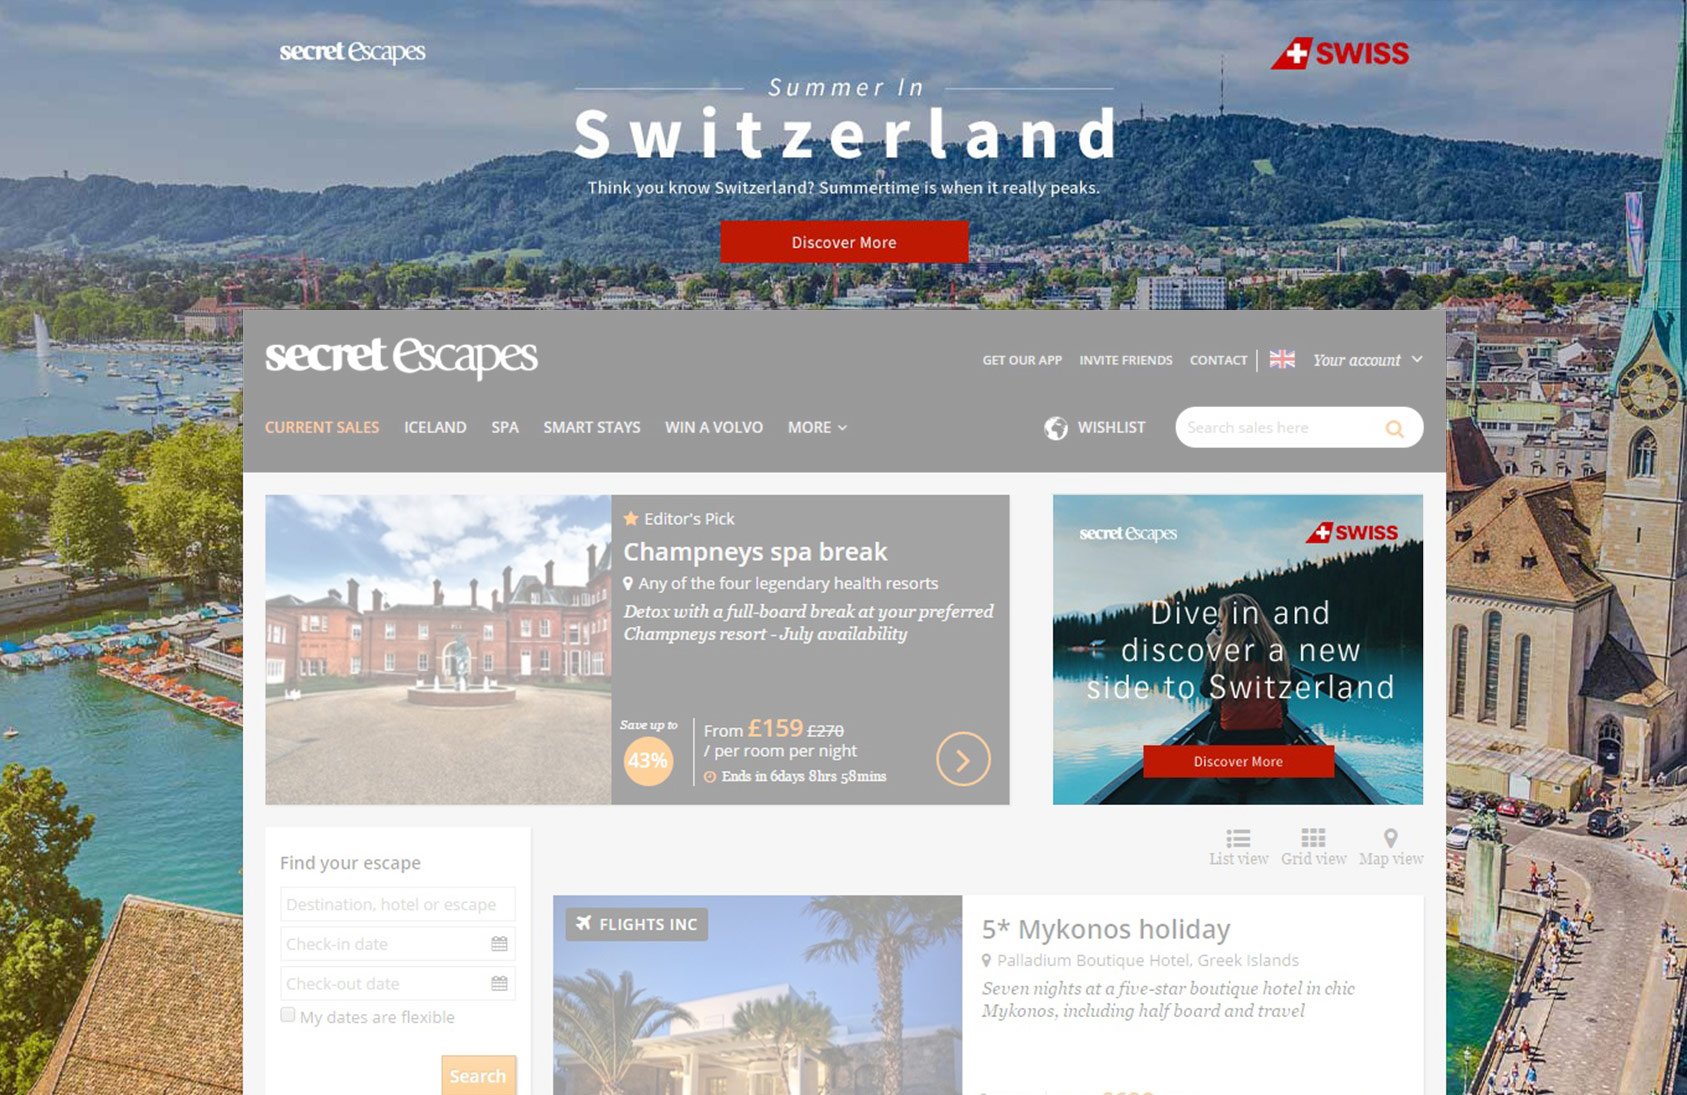 secret escapes
SWISS
Summer In
Switzerland
Think you know Switzerland? Summertime is when it really peaks.
Discover More
secret escapes
GET OUR APP INVITE FRIENDS CONTACT Your account
CURRENT SALES ICELAND SPA SMART STAYS WIN A VOLVO MORE WISHLIST Search sales here
Editor's Pick
Champneys spa break
Any of the four legendary health resorts
Detox with a full-board break at your preferred
Champneys resort - July availability
Save up to
43%
From £159 £270
/ per room per night
Ends in 6days 8hrs 58mins
secret escapes
SWISS
Dive in and
discover a new
side to Switzerland
Discover More
List view Grid view Map view
Find your escape
Destination, hotel or escape
Check-in date
Check-out date
My dates are flexible
Search
FLIGHTS INC
5* Mykonos holiday
Palladium Boutique Hotel, Greek Islands
Seven nights at a five-star boutique hotel in chic
Mykonos, including half board and travel